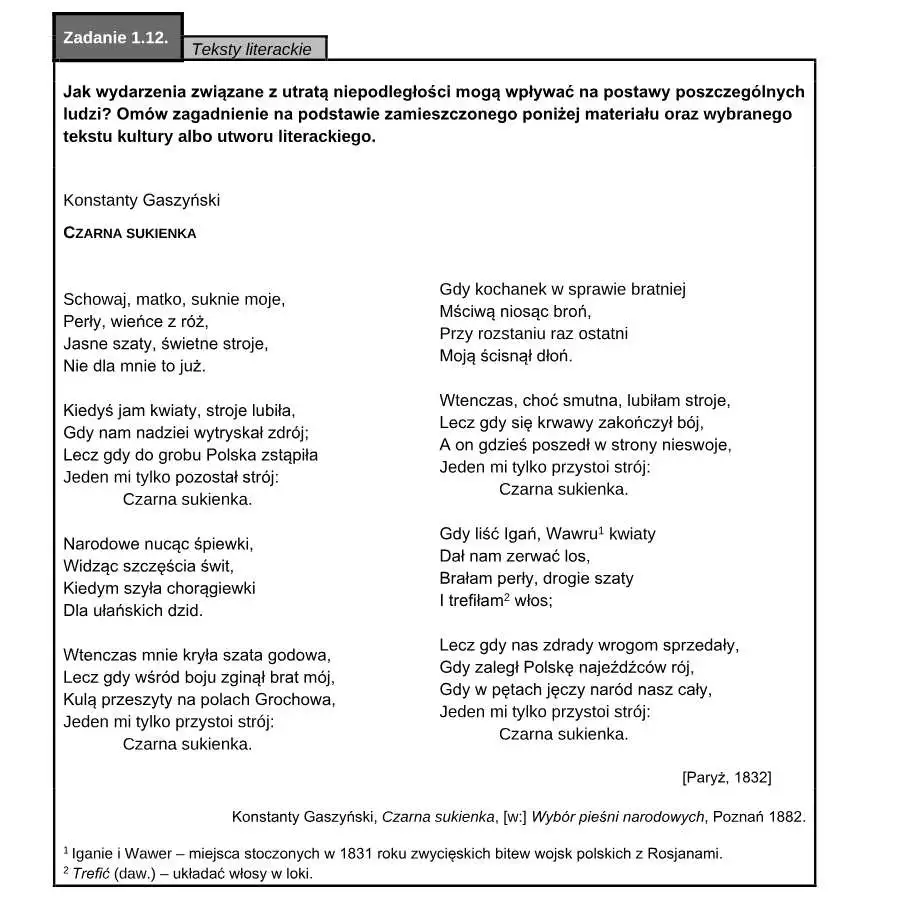 Zadanie 1.12.
Teksty literackie
Jak wydarzenia związane z utratą niepodległości mogą wpływać na postawy poszczególnych
ludzi? Omów zagadnienie na podstawie zamieszczonego poniżej materiału oraz wybranego
tekstu kultury albo utworu literackiego.
Konstanty Gaszyński
CZARNA SUKIENKA
Schowaj, matko, suknie moje,
Perły, wieńce z róż,
Jasne szaty, świetne stroje,
Nie dla mnie to już.
Kiedyś jam kwiaty, stroje lubiła,
Gdy nam nadziei wytryskał zdrój;
Lecz gdy do grobu Polska zstąpiła
Jeden mi tylko pozostał strój:
Czarna sukienka.
Narodowe nucąc śpiewki,
Widząc szczęścia świt,
Kiedym szyła chorągiewki
Dla ułańskich dzid.
Wtenczas mnie kryła szata godowa,
Lecz gdy wśród boju zginął brat mój,
Kulą przeszyty na polach Grochowa,
Jeden mi tylko przystoi strój:
Czarna sukienka.
Gdy kochanek w sprawie bratniej
Mściwą niosąc broń,
Przy rozstaniu raz ostatni
Moją ścisnął dłoń.
Wtenczas, choć smutna, lubiłam stroje,
Lecz gdy się krwawy zakończył bój,
A on gdzieś poszedł w strony nieswoje,
Jeden mi tylko przystoi strój:
Czarna sukienka.
Gdy liść Igań, Wawru¹ kwiaty
Dał nam zerwać los,
Brałam perły, drogie szaty
I trefiłam² włos;
Lecz gdy nas zdrady wrogom sprzedały,
Gdy zaległ Polskę najeźdźców rój,
Gdy w pętach jęczy naród nasz cały,
Jeden mi tylko przystoi strój:
Czarna sukienka.
[Paryż, 1832]
Konstanty Gaszyński, Czarna sukienka, [w:] Wybór pieśni narodowych, Poznań 1882.
¹ Iganie i Wawer – miejsca stoczonych w 1831 roku zwycięskich bitew wojsk polskich z Rosjanami.
² Trefić (daw.) – układać włosy w loki.